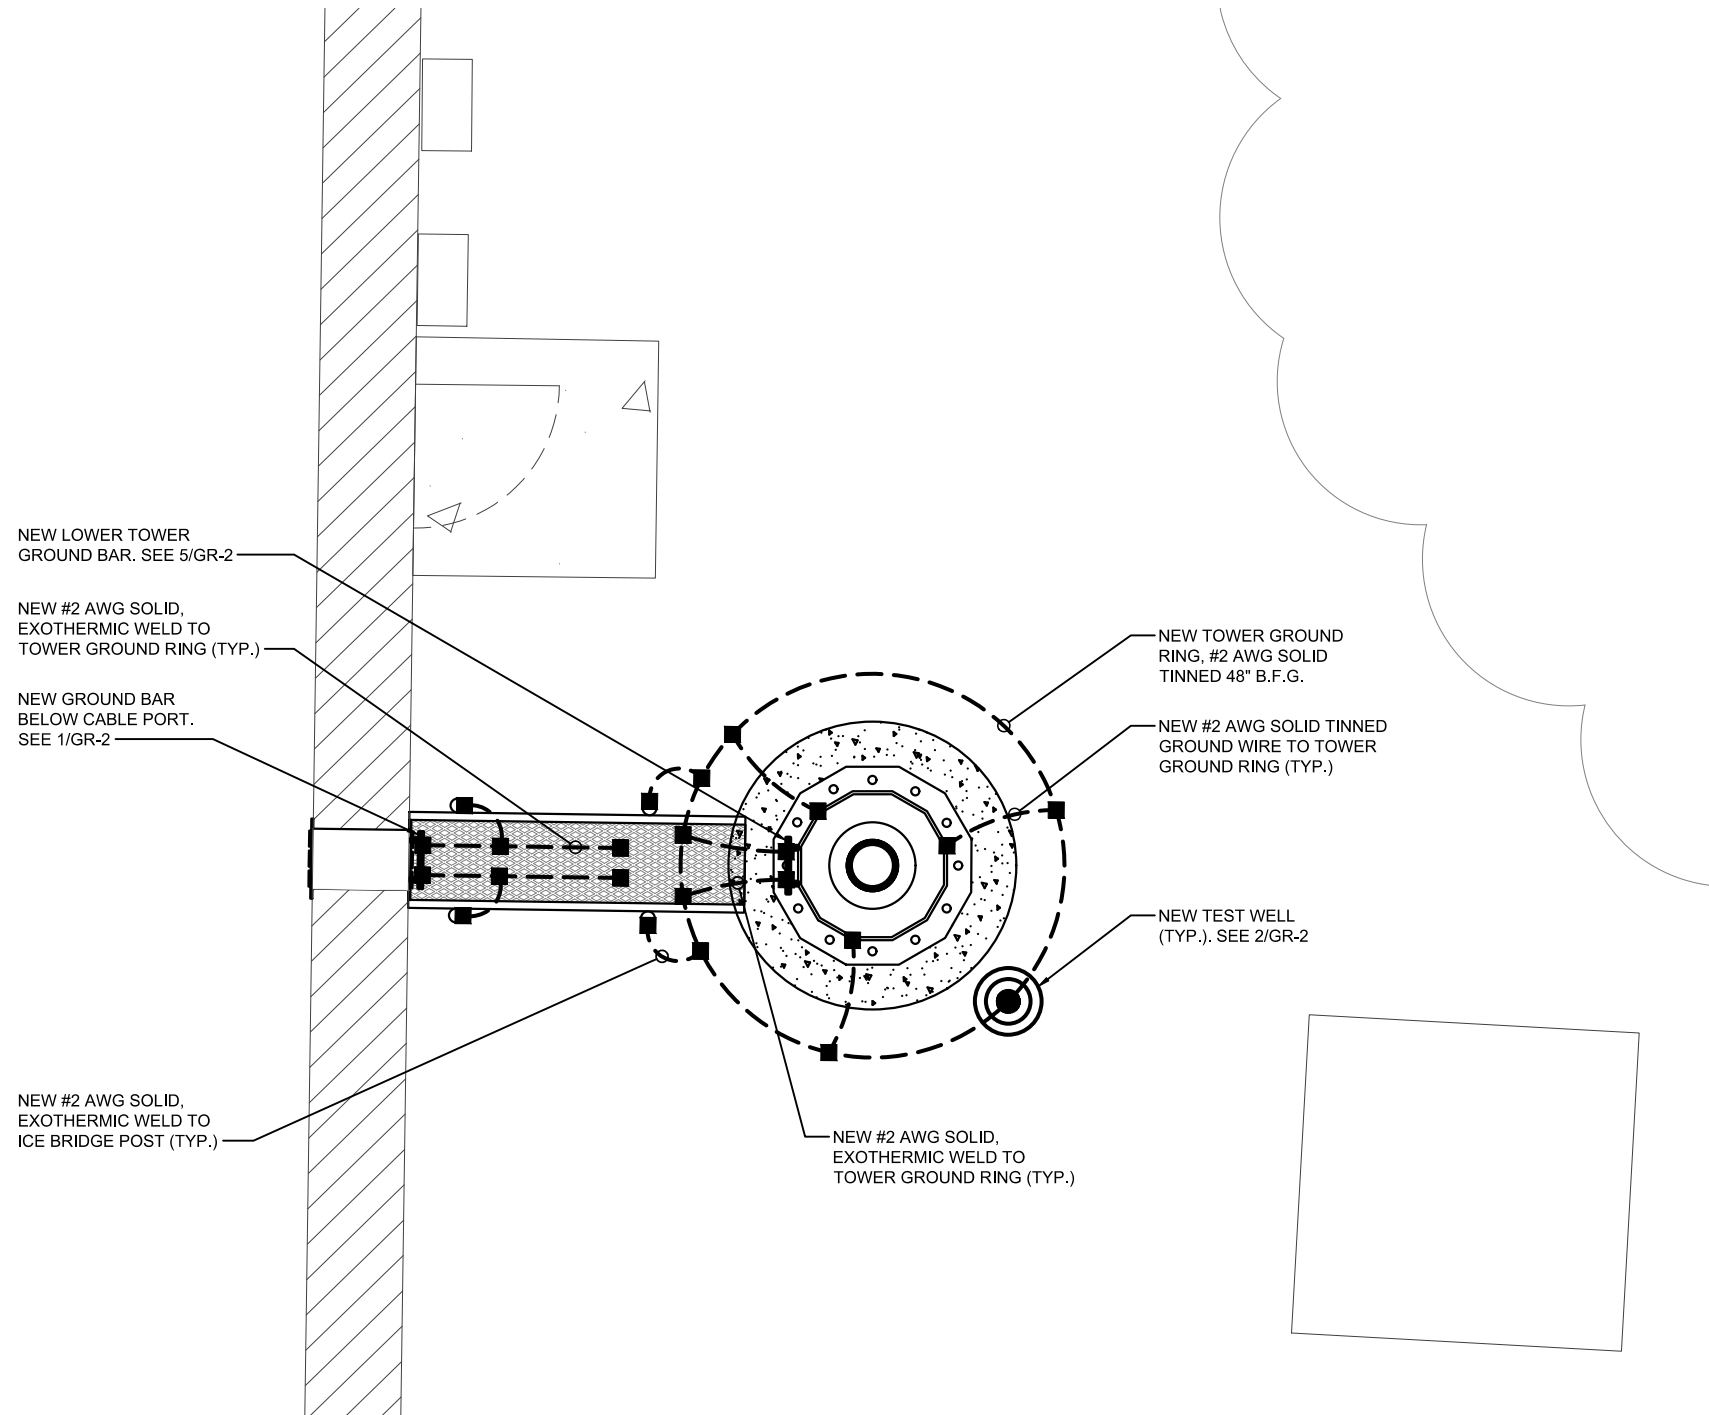 NEW LOWER TOWER
GROUND BAR. SEE 5/GR-2
NEW #2 AWG SOLID,
EXOTHERMIC WELD TO
TOWER GROUND RING (TYP.)
NEW GROUND BAR
BELOW CABLE PORT.
SEE 1/GR-2
NEW #2 AWG SOLID,
EXOTHERMIC WELD TO
ICE BRIDGE POST (TYP.)
NEW TOWER GROUND
RING, #2 AWG SOLID
TINNED 48" B.F.G.
NEW #2 AWG SOLID TINNED
GROUND WIRE TO TOWER
GROUND RING (TYP.)
NEW TEST WELL
(TYP.). SEE 2/GR-2
NEW #2 AWG SOLID,
EXOTHERMIC WELD TO
TOWER GROUND RING (TYP.)